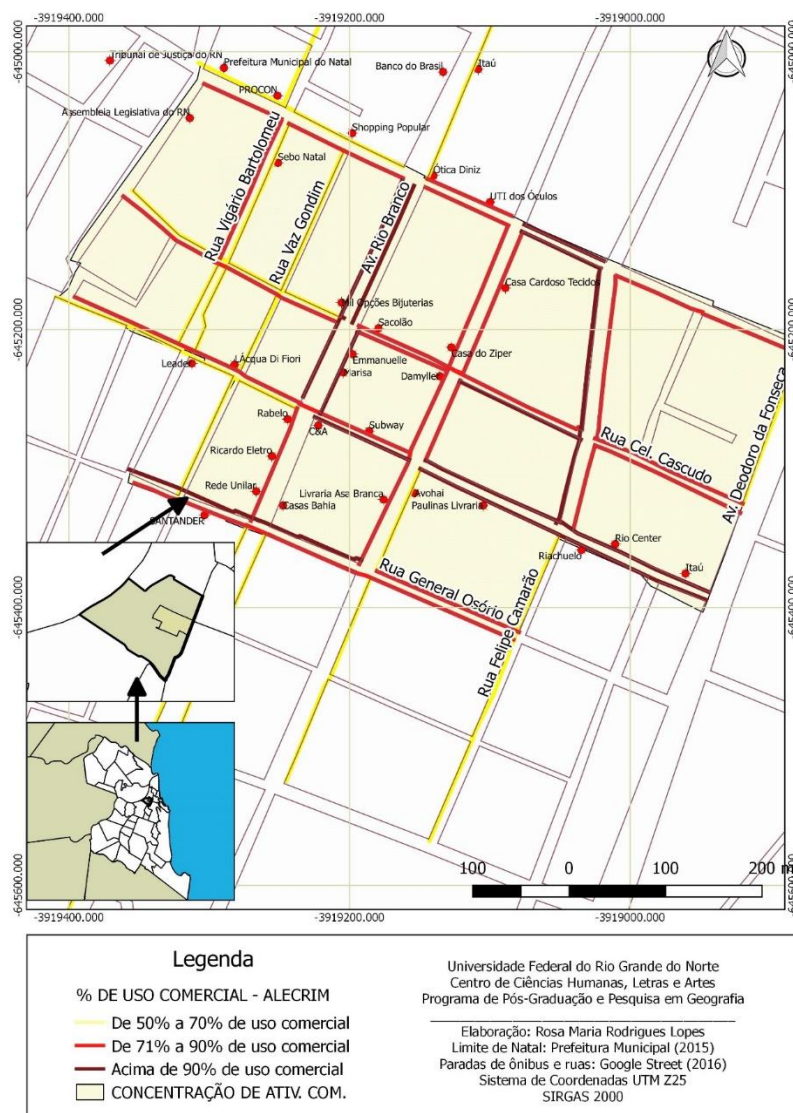 -3919400.000
-3919200.000
-3919000.000
-645000.000
-645000.000
Tribunal de Justiça do RN
Prefeitura Municipal do Natal
Banco do Brasil
Itaú
PROCON
Assembleia Legislativa do RN
Shopping Popular
Rua Vigário Bartolomeu
Sebo Natal
Ótica Diniz
Rua Vaz Gondim
Av. Rio Branco
UTI dos Óculos
Casa Cardoso Tecidos
Mil Opções Bijuterias
-645200.000
-645200.000
Sacolão
Casa do Ziper
Emmanuelle
Leader
LÁcqua Di Fiori
Marisa
Damyller
Av. Deodoro da Fonseca
Rabelo
C&A
Subway
Rua Cel. Cascudo
Ricardo Eletro
Rede Unilar
Livraria Asa Branca
Avohai
Casas Bahia
Paulinas Livraria
SANTANDER
Rio Center
Riachuelo
Itaú
Rua General Osório
-645400.000
-645400.000
Rua Felipe Camarão
100
0
100
200 m
-645600.000
-645600.000
-3919400.000
-3919200.000
-3919000.000
Legenda
% DE USO COMERCIAL - ALECRIM
De 50% a 70% de uso comercial
De 71% a 90% de uso comercial
Acima de 90% de uso comercial
CONCENTRAÇÃO DE ATIV. COM.
Universidade Federal do Rio Grande do Norte
Centro de Ciências Humanas, Letras e Artes
Programa de Pós-Graduação e Pesquisa em Geografia
Elaboração: Rosa Maria Rodrigues Lopes
Limite de Natal: Prefeitura Municipal (2015)
Paradas de ônibus e ruas: Google Street (2016)
Sistema de Coordenadas UTM Z25
SIRGAS 2000